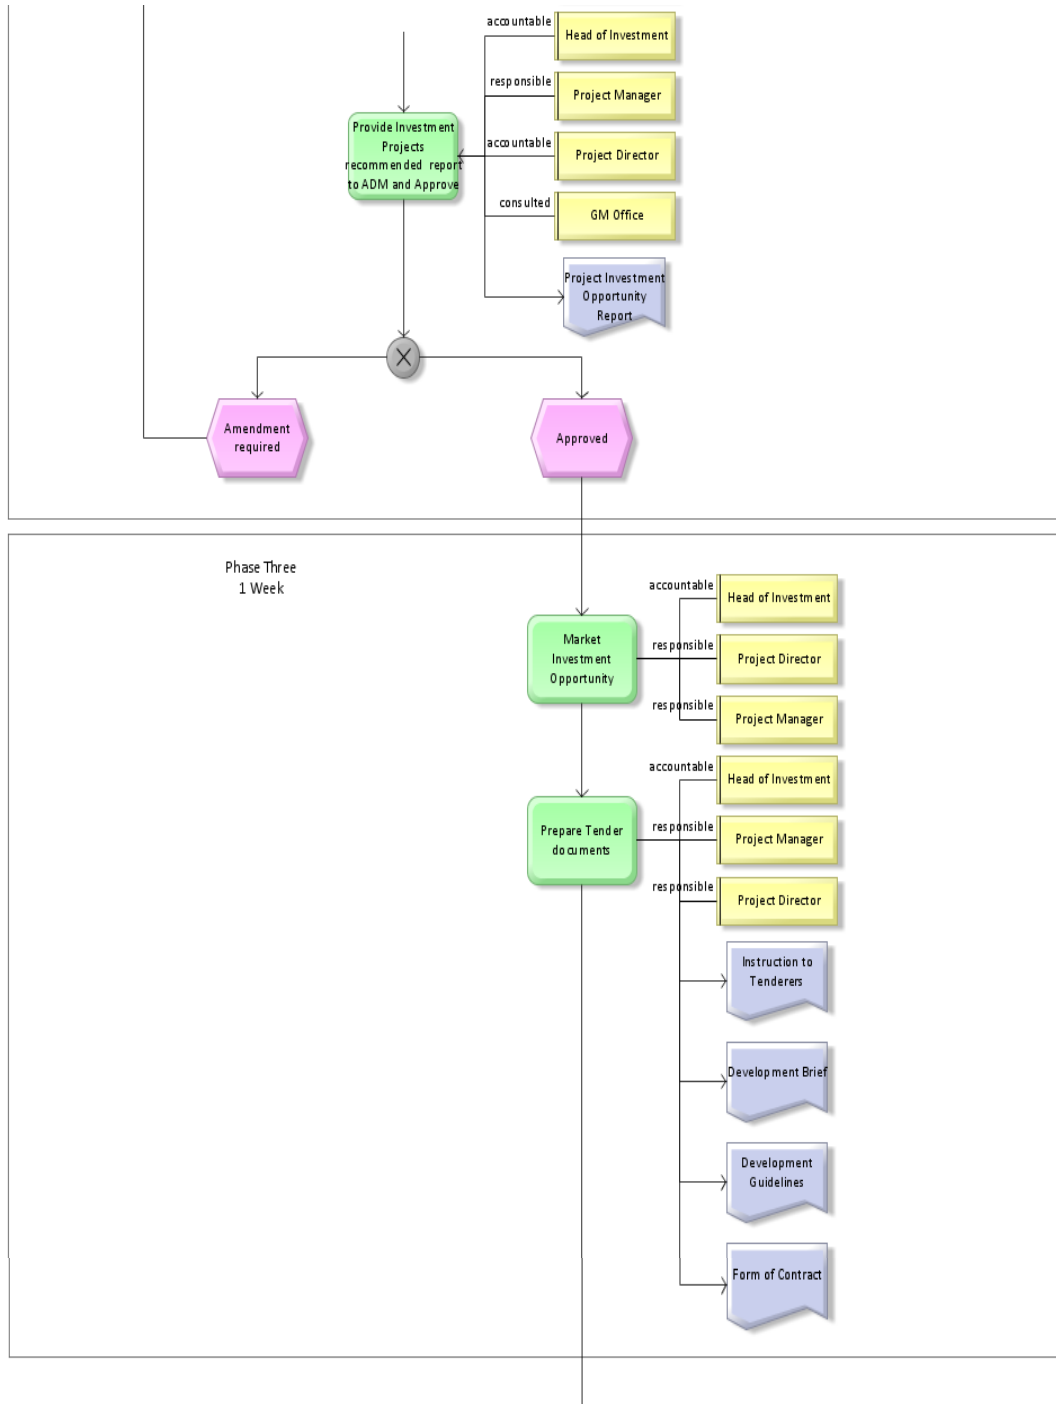 accountable
Head of Investment
responsible
Project Manager
Provide Investment
Projects
recommended report
to ADM and Approve
accountable
Project Director
consulted
GM Office
Project Investment
Opportunity
Report
Amendment
required
Approved
Phase Three
1 Week
accountable
Head of Investment
Market
Investment
Opportunity
responsible
Project Director
responsible
Project Manager
accountable
Head of Investment
Prepare Tender
documents
responsible
Project Manager
responsible
Project Director
Instruction to
Tenderers
Development Brief
Development
Guidelines
Form of Contract